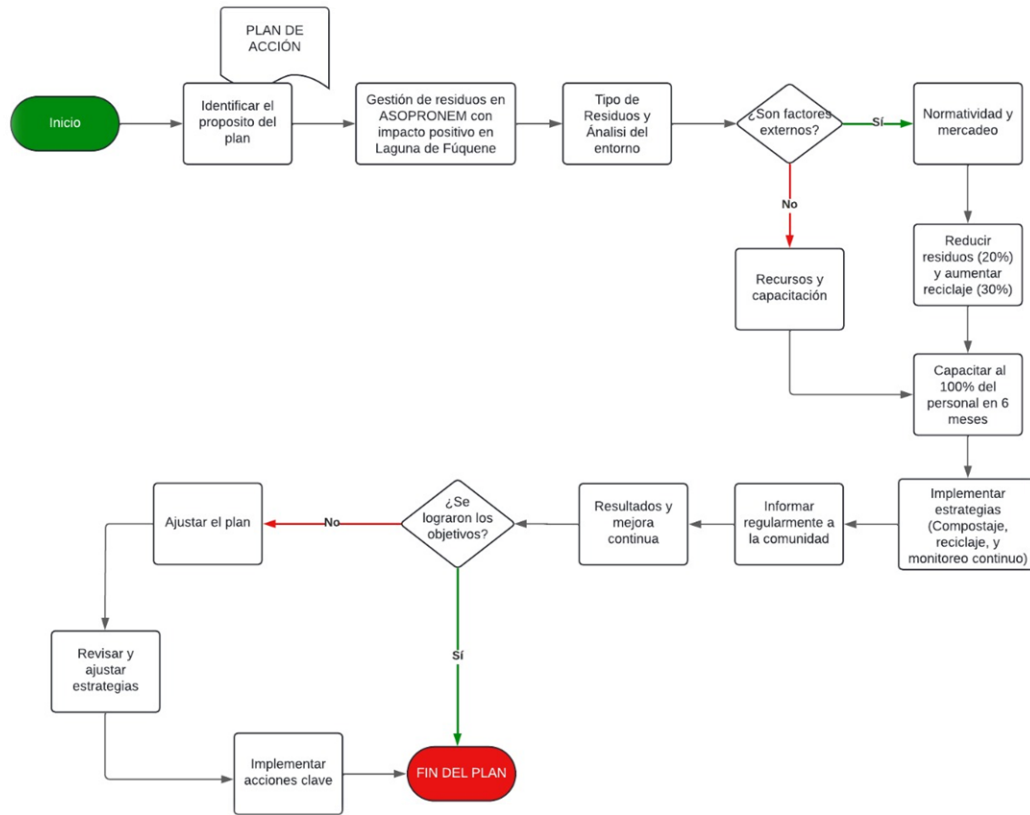 PLAN DE
ACCIÓN
Inicio
Identificar el
proposito del
plan
Gestión de residuos en
ASOPRONEM con
impacto positivo en
Laguna de Fúquene
Tipo de
Residuos y
Ánalisi del
entorno
¿Son factores
externos?
Sí
Normatividad y
mercadeo
No
Recursos y
capacitación
Reducir
residuos (20%)
y aumentar
reciclaje (30%)
Capacitar al
100% del
personal en 6
meses
Implementar
estrategias
(Compostaje,
reciclaje, y
monitoreo continuo)
Informar
regularmente a
la comunidad
Resultados y
mejora
continua
¿Se
lograron los
objetivos?
No
Ajustar el plan
Revisar y
ajustar
estrategias
Implementar
acciones clave
Sí
FIN DEL PLAN